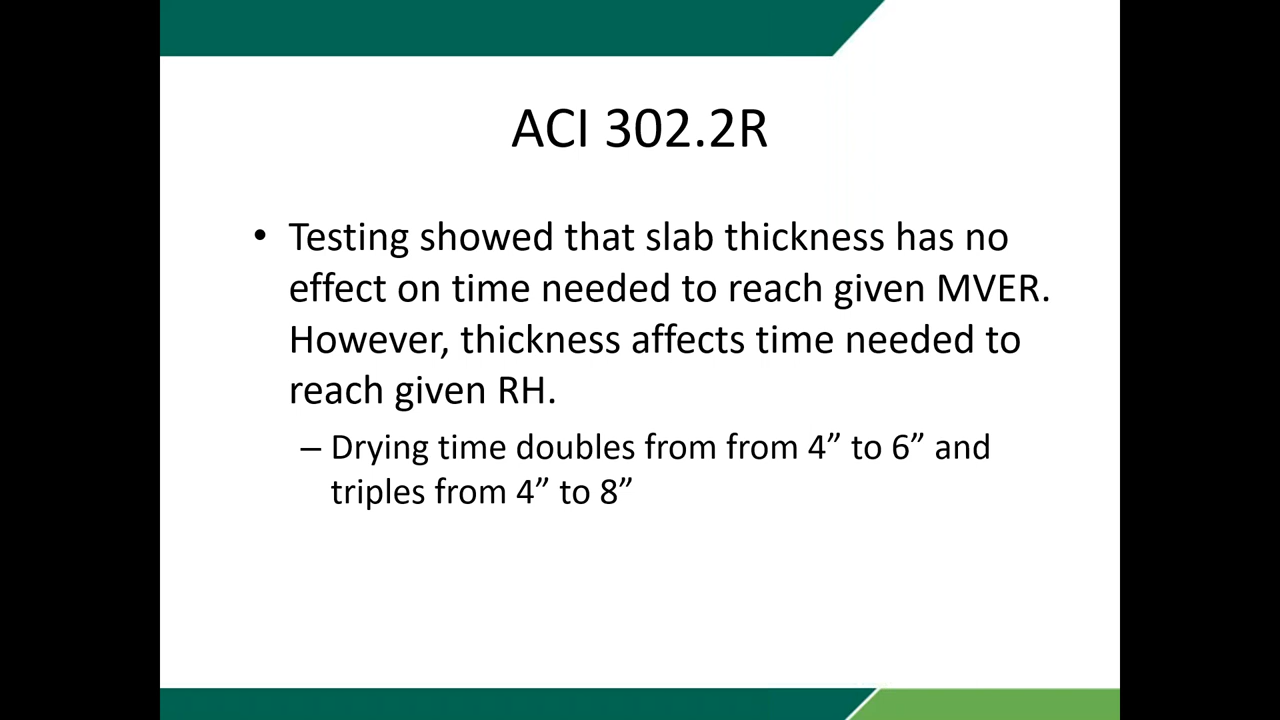 ACI 302.2R
• Testing showed that slab thickness has no
effect on time needed to reach given MVER.
However, thickness affects time needed to
reach given RH.
– Drying time doubles from from 4” to 6” and
triples from 4” to 8”